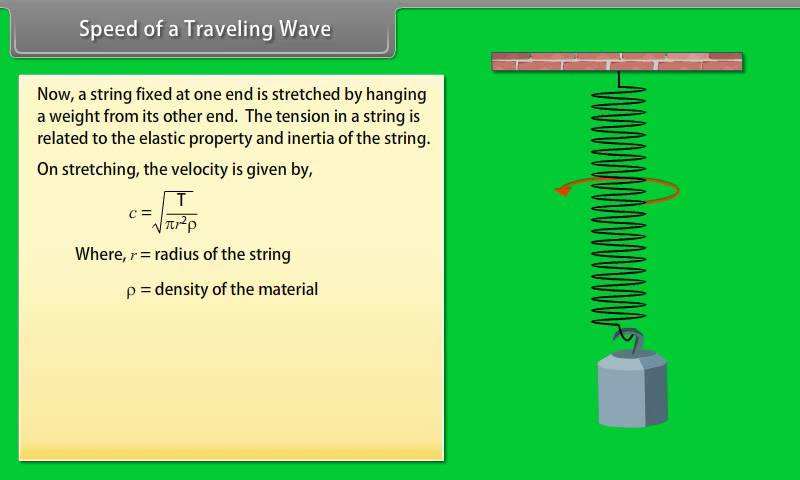 Speed of a Traveling Wave
Now, a string fixed at one end is stretched by hanging
a weight from its other end. The tension in a string is
related to the elastic property and inertia of the string.
On stretching, the velocity is given by,
c = √(T / πr²ρ)
Where, r = radius of the string
ρ = density of the material